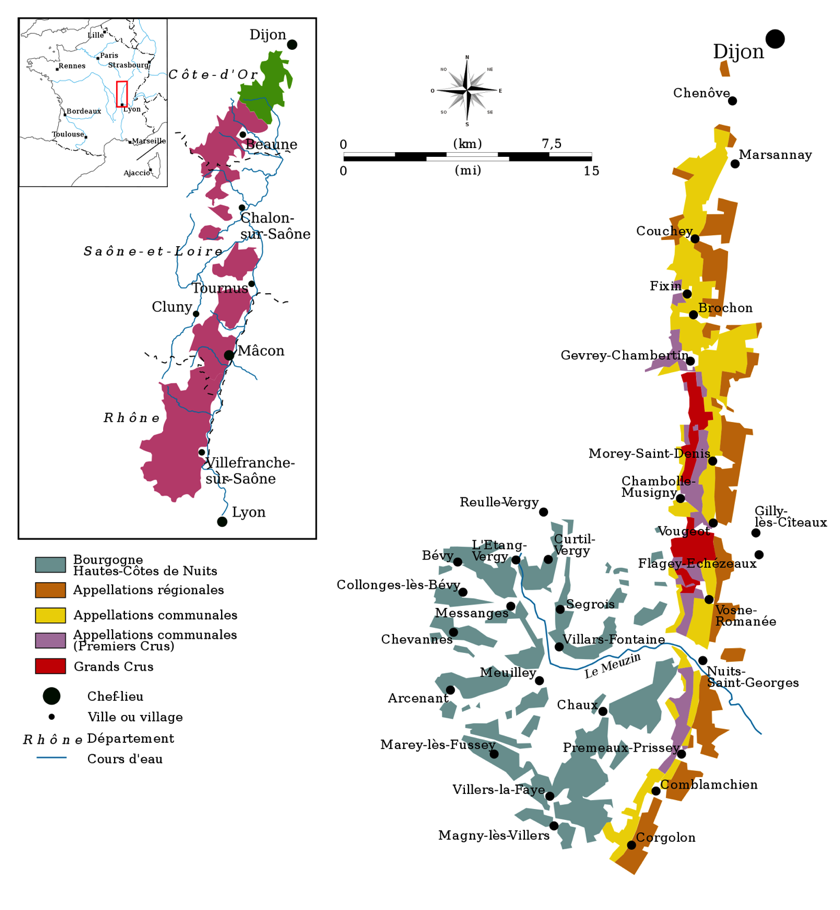 Lille
Paris
Strasbourg
Rennes
Lyon
Bordeaux
Toulouse
Marseille
Ajaccio
Dijon
Côte-d'Or
Beaune
Chalon-
sur-Saône
Saône-et-Loire
Tournus
Cluny
Mâcon
Rhône
Villefranche-
sur-Saône
Lyon
Bourgogne
Hautes-Côtes de Nuits
Appellations régionales
Appellations communales
Appellations communales
(Premiers Crus)
Grands Crus
Chef-lieu
Ville ou village
Rhône Département
Cours d'eau
N
NO
NE
O
E
SO
SE
S
0 (km) 7,5
0 (mi) 15
Dijon
Chenôve
Marsannay
Couchey
Fixin
Brochon
Gevrey-Chambertin
Morey-Saint-Denis
Chambolle-
Musigny
Gilly-
lès-Cîteaux
Vougeot
Flagey-Echézeaux
Vosne-
Romanée
Reulle-Vergy
L'Etang-
Vergy
Curtil-
Vergy
Bévy
Collonges-lès-Bévy
Messanges
Segrois
Chevannes
Villars-Fontaine
Le Meuzin
Nuits-
Saint-Georges
Meuilley
Arcenant
Chaux
Marey-lès-Fussey
Premeaux-Prissey
Villers-la-Faye
Comblamchien
Magny-lès-Villers
Corgolon